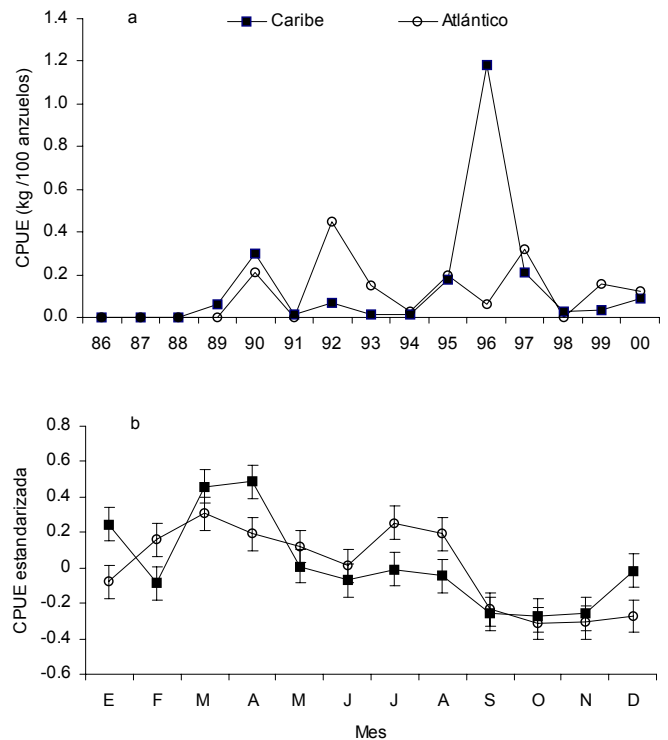 a
Caribe
Atlántico
CPUE (kg /100 anzuelos)
1.4
1.2
1.0
0.8
0.6
0.4
0.2
0.0
86 87 88 89 90 91 92 93 94 95 96 97 98 99 00
b
CPUE estandarizada
0.8
0.6
0.4
0.2
0
-0.2
-0.4
-0.6
E F M A M J J A S O N D
Mes